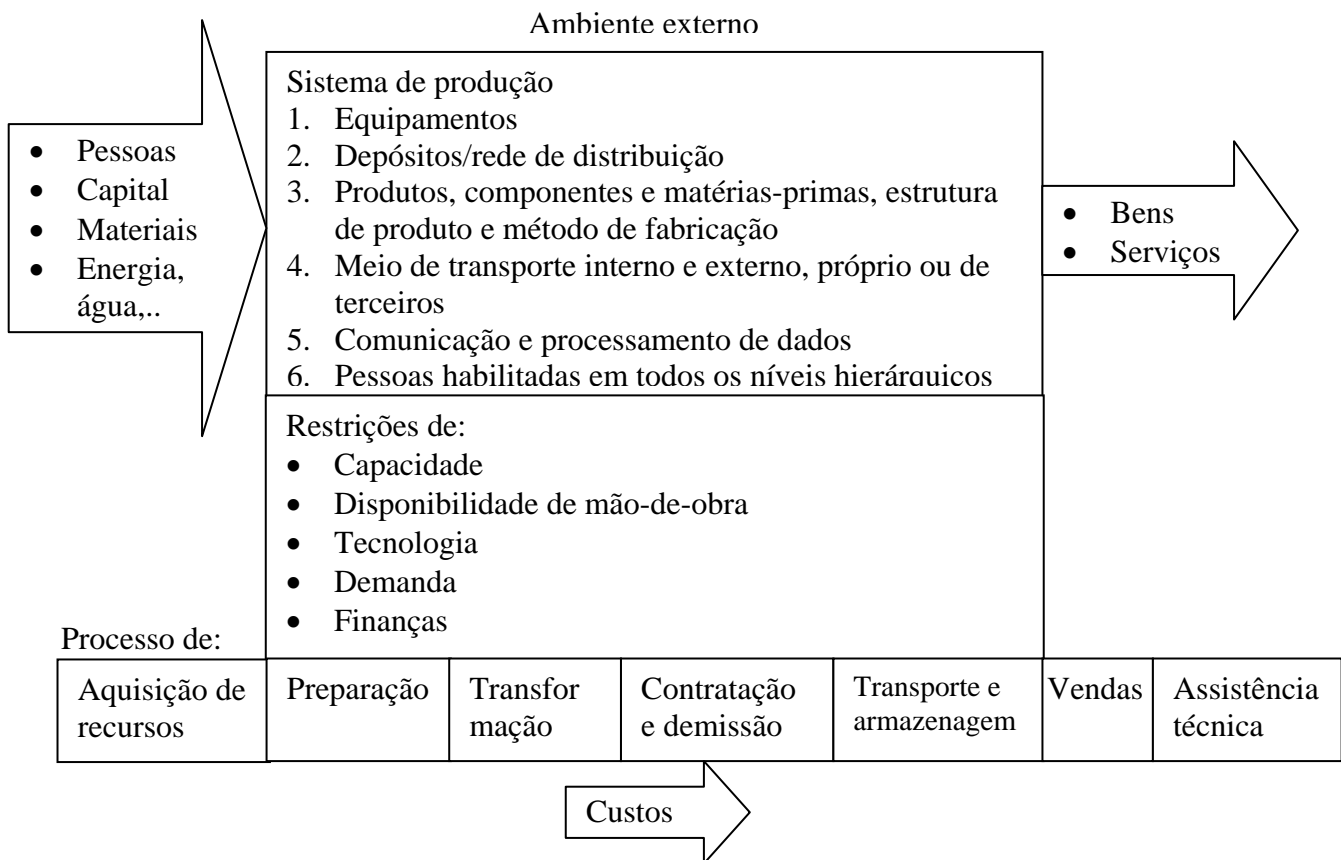 Ambiente externo
• Pessoas
• Capital
• Materiais
• Energia,
água,..
Sistema de produção
1. Equipamentos
2. Depósitos/rede de distribuição
3. Produtos, componentes e matérias-primas, estrutura
de produto e método de fabricação
4. Meio de transporte interno e externo, próprio ou de
terceiros
5. Comunicação e processamento de dados
6. Pessoas habilitadas em todos os níveis hierárquicos
• Bens
• Serviços
Restrições de:
• Capacidade
• Disponibilidade de mão-de-obra
• Tecnologia
• Demanda
• Finanças
Processo de:
Aquisição de
recursos
Preparação
Transfor
mação
Contratação
e demissão
Transporte e
armazenagem
Vendas
Assistência
técnica
Custos